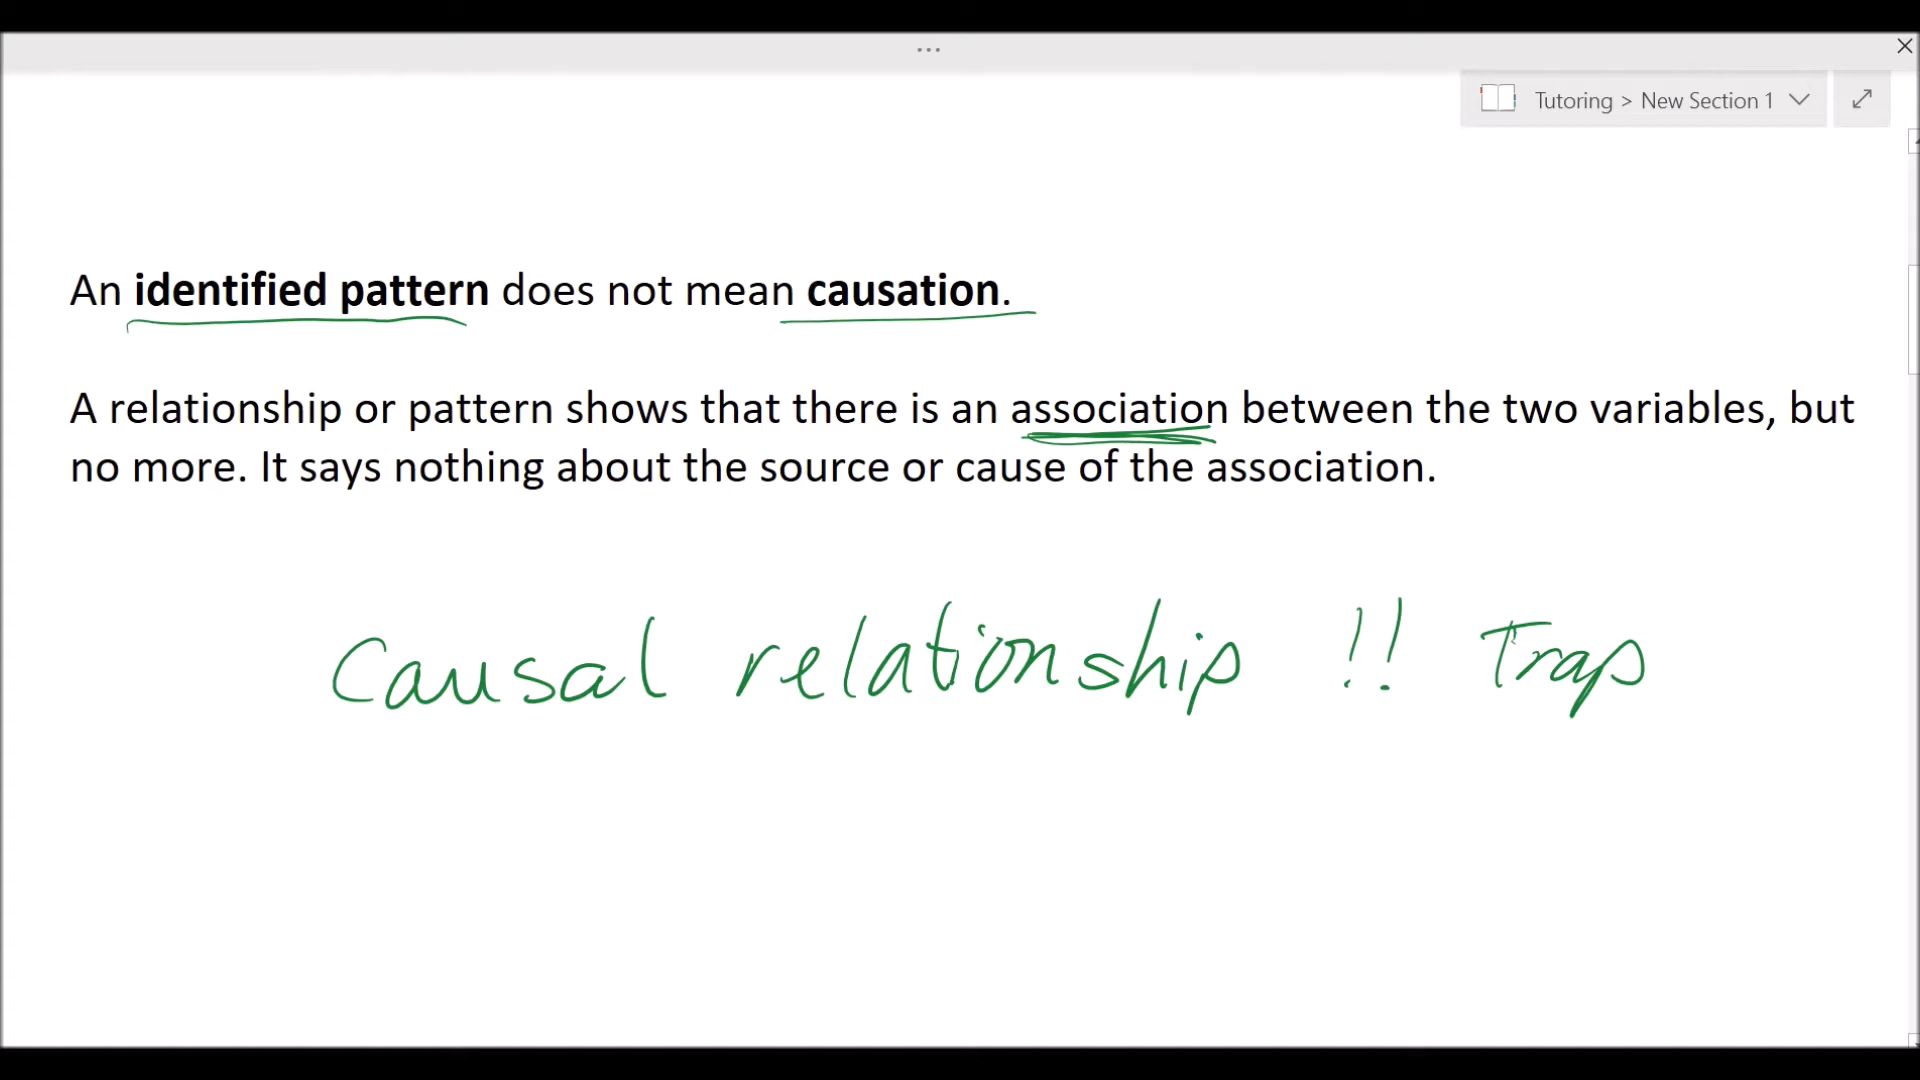 ...
Tutoring > New Section 1
An identified pattern does not mean causation.
A relationship or pattern shows that there is an association between the two variables, but
no more. It says nothing about the source or cause of the association.
Causal relationship !! Trap